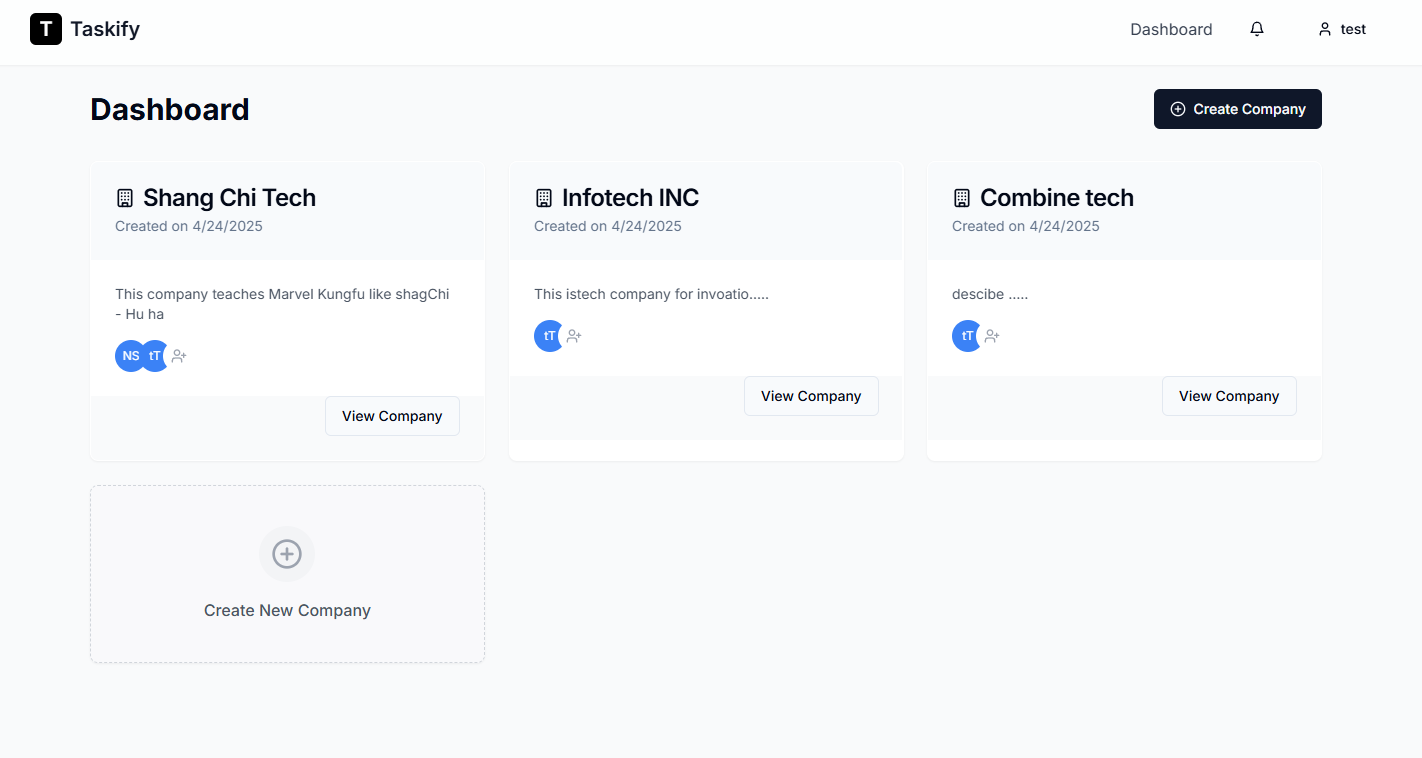 T Taskify
Dashboard
test
Dashboard
Create Company
Shang Chi Tech
Created on 4/24/2025
This company teaches Marvel Kungfu like shagChi
- Hu ha
NS tT
View Company
Infotech INC
Created on 4/24/2025
This istech company for invoatio.....
tT
View Company
Combine tech
Created on 4/24/2025
descibe .....
tT
View Company
Create New Company